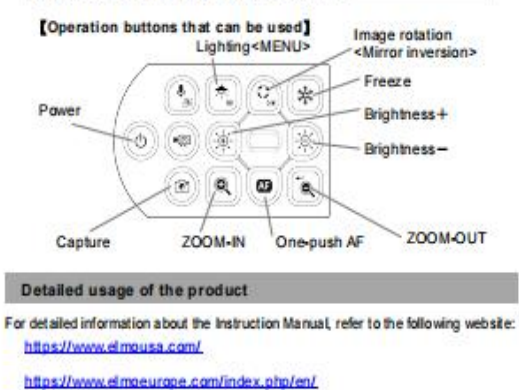 【Operation buttons that can be used】
Lighting<MENU>
Image rotation
<Mirror inversion>
Freeze
Power
Brightness+
Brightness−
AF
Capture
ZOOM-IN
One-push AF
ZOOM-OUT
Detailed usage of the product
For detailed information about the Instruction Manual, refer to the following website:
https://www.elmousa.com/
https://www.elmoeurope.com/index.php/en/